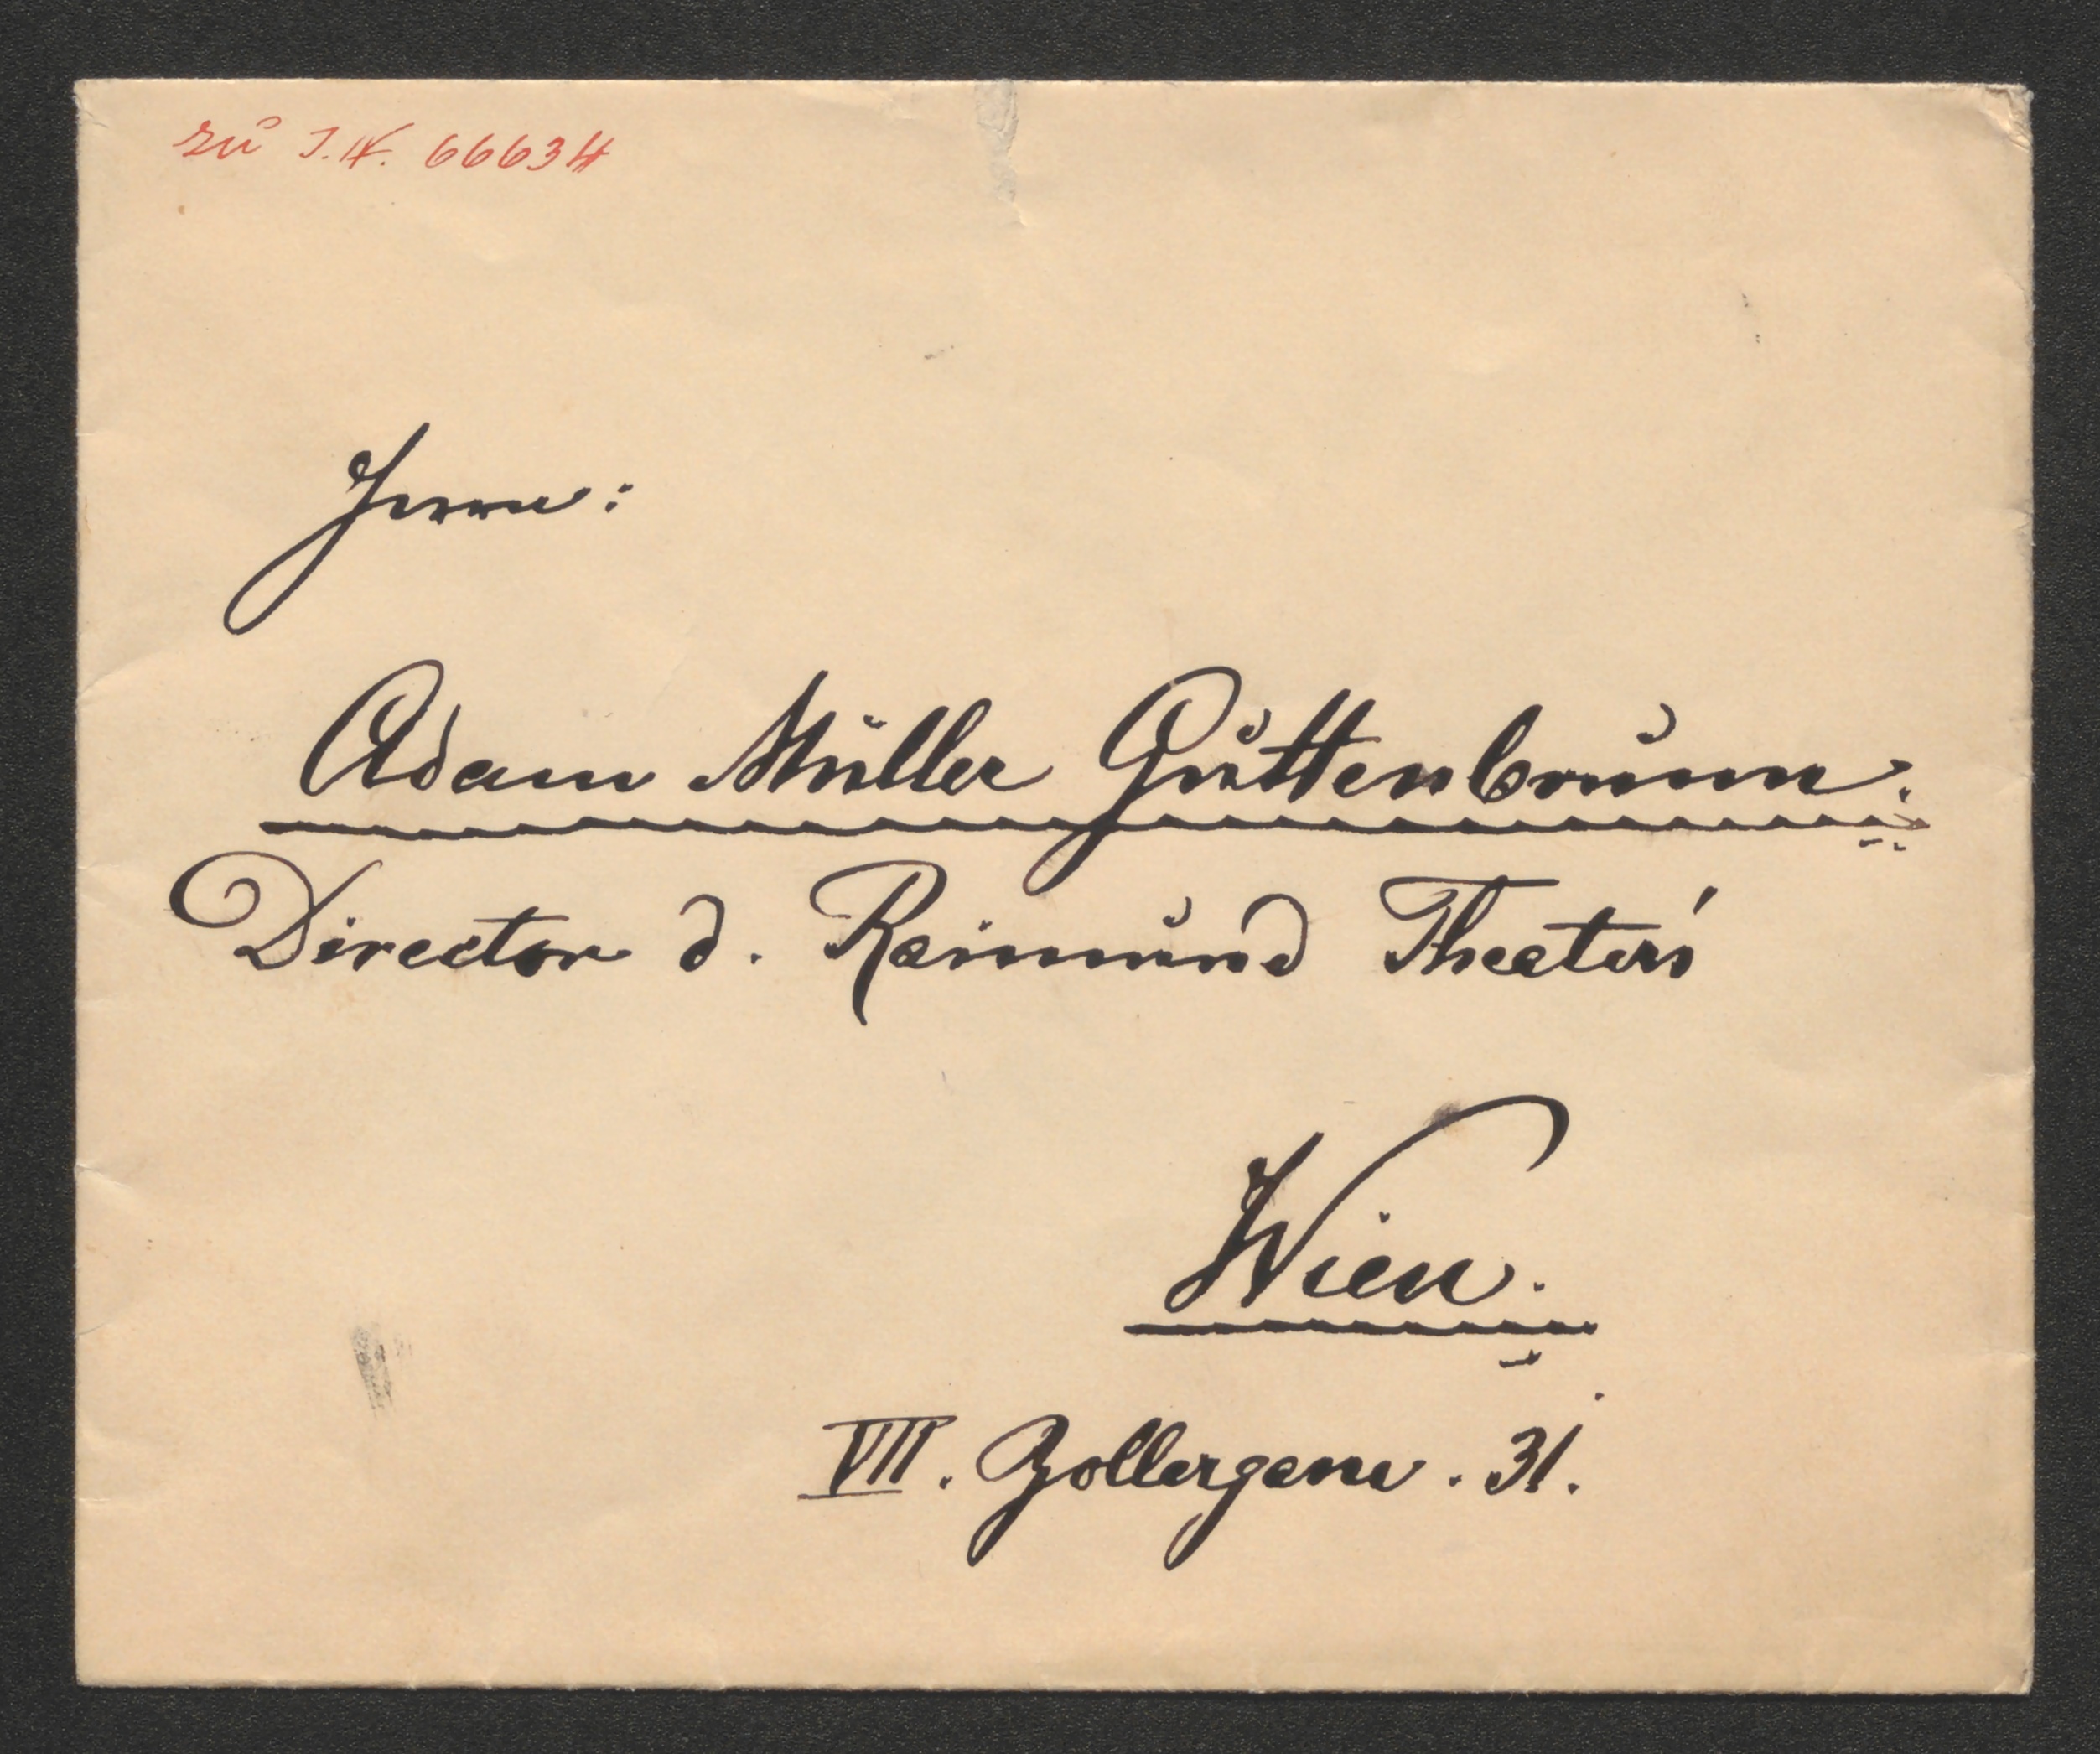 zu I.N. 66634
Herrn:
Adam Müller Guttenbrunn.
Director d. Raimund Theaters
Wien.
VII. Zollergasse. 31.